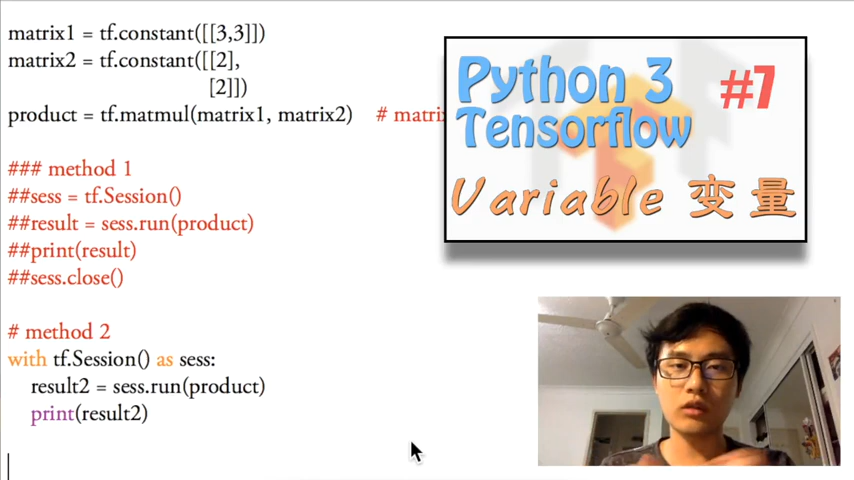 matrix1 = tf.constant([[3,3]])
matrix2 = tf.constant([[2],
[2]])
product = tf.matmul(matrix1, matrix2) # matrix
### method 1
##sess = tf.Session()
##result = sess.run(product)
##print(result)
##sess.close()
# method 2
with tf.Session() as sess:
result2 = sess.run(product)
print(result2)
Python 3
#7
Tensorflow
Variable 变量